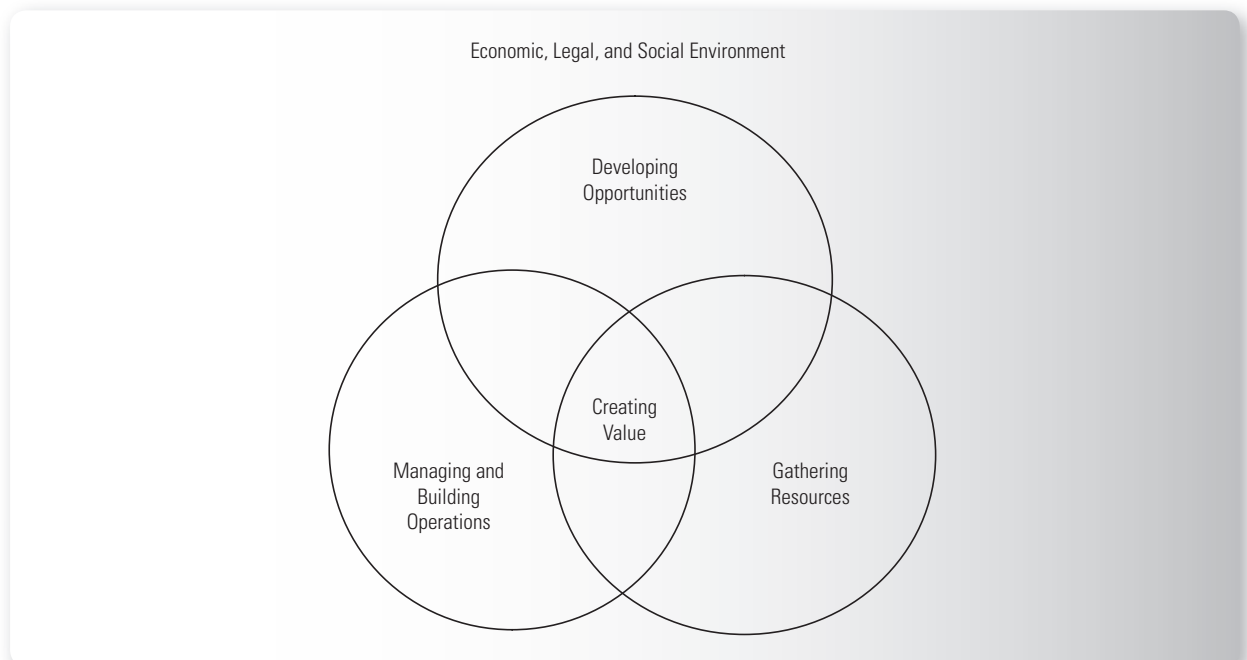 Economic, Legal, and Social Environment
Developing
Opportunities
Creating
Value
Managing and
Building
Operations
Gathering
Resources